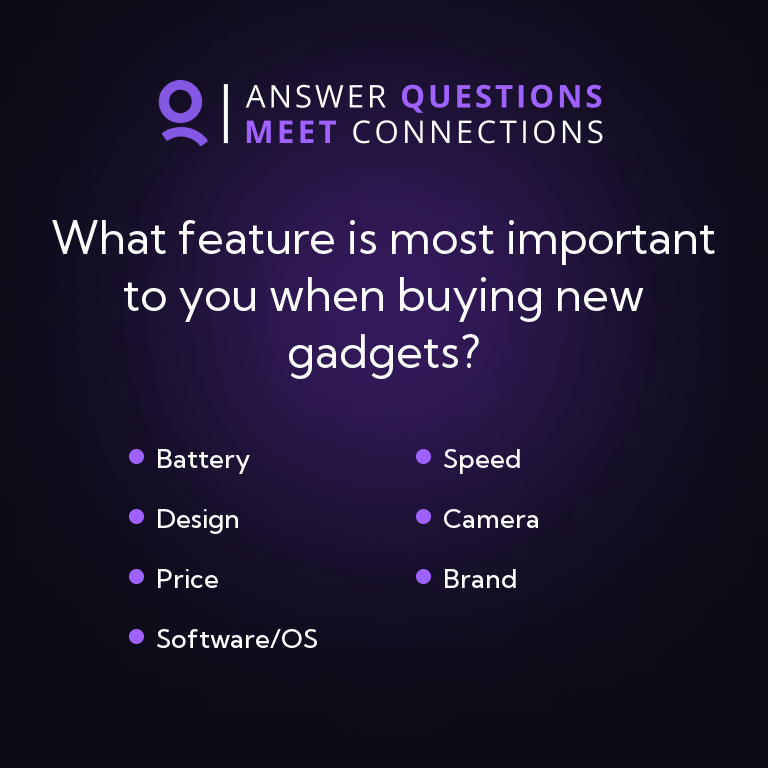 ANSWER QUESTIONS
MEET CONNECTIONS
What feature is most important
to you when buying new
gadgets?
Battery
Design
Price
Software/OS
Speed
Camera
Brand